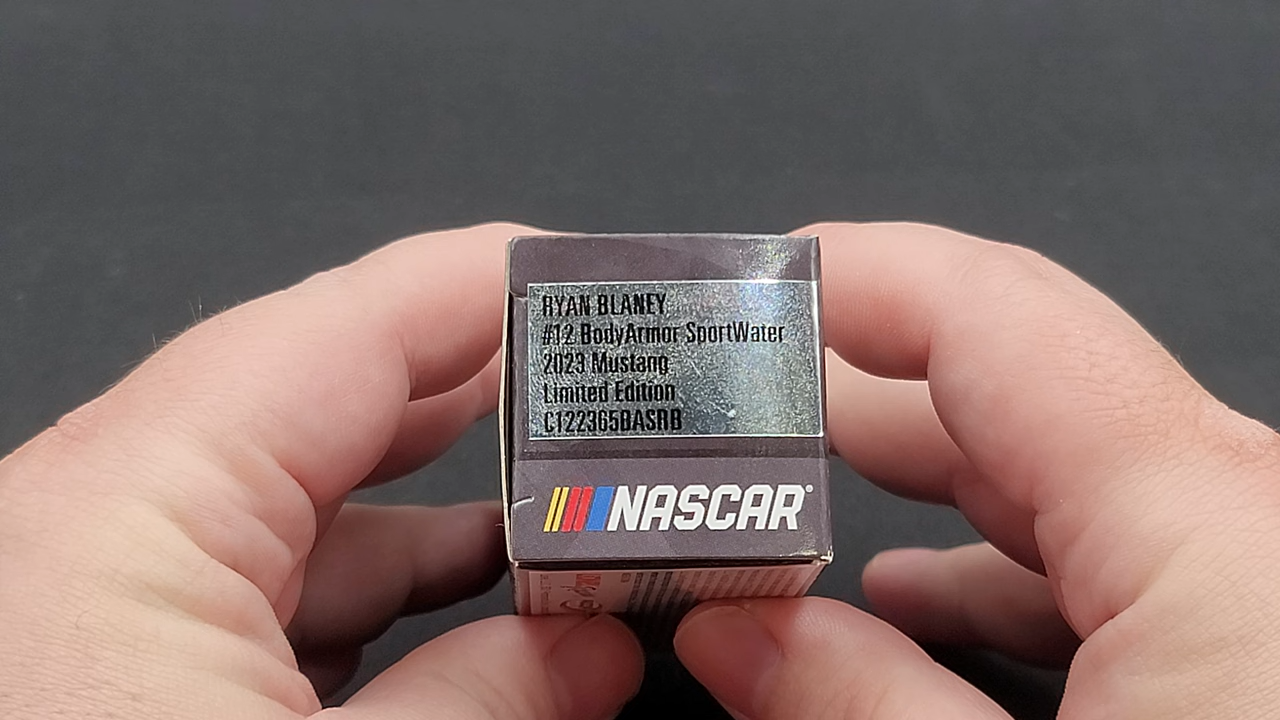 RYAN BLANEY
#12 BodyArmor SportWater
2023 Mustang
Limited Edition
C122365BASRB
NASCAR®